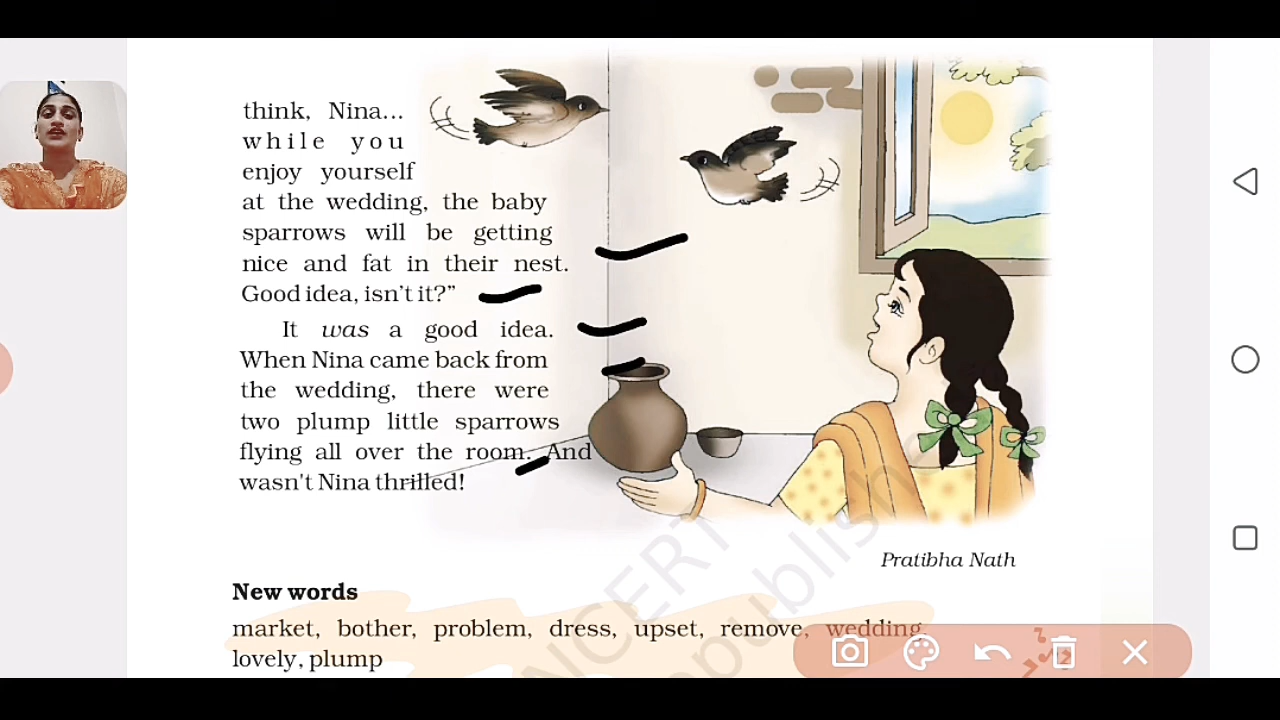 think, Nina...
while you
enjoy yourself
at the wedding, the baby
sparrows will be getting
nice and fat in their nest.
Good idea, isn't it?"
It was a good idea.
When Nina came back from
the wedding, there were
two plump little sparrows
flying all over the room. And
wasn't Nina thrilled!
Pratibha Nath
New words
market, bother, problem, dress, upset, remove, wedding
lovely, plump
NCERT
republishe